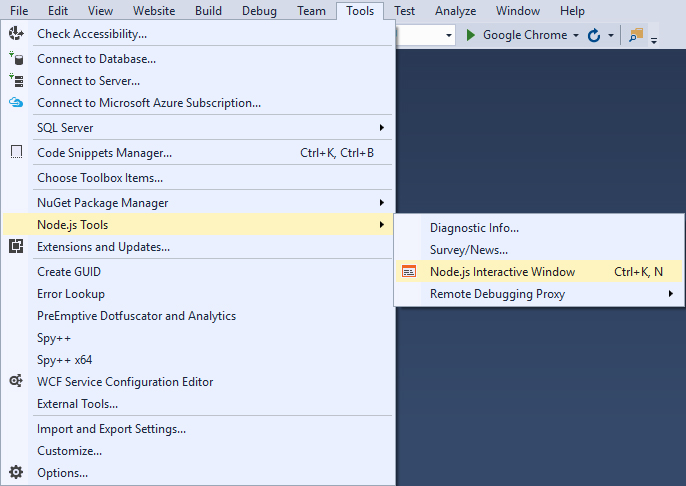 File Edit View Website Build Debug Team Tools Test Analyze Window Help
Google Chrome
Check Accessibility...
Connect to Database...
Connect to Server...
Connect to Microsoft Azure Subscription...
SQL Server
Code Snippets Manager... Ctrl+K, Ctrl+B
Choose Toolbox Items...
NuGet Package Manager
Node.js Tools
Extensions and Updates...
Create GUID
Error Lookup
PreEmptive Dotfuscator and Analytics
Spy++
Spy++ x64
WCF Service Configuration Editor
External Tools...
Import and Export Settings...
Customize...
Options...
Diagnostic Info...
Survey/News...
Node.js Interactive Window Ctrl+K, N
Remote Debugging Proxy